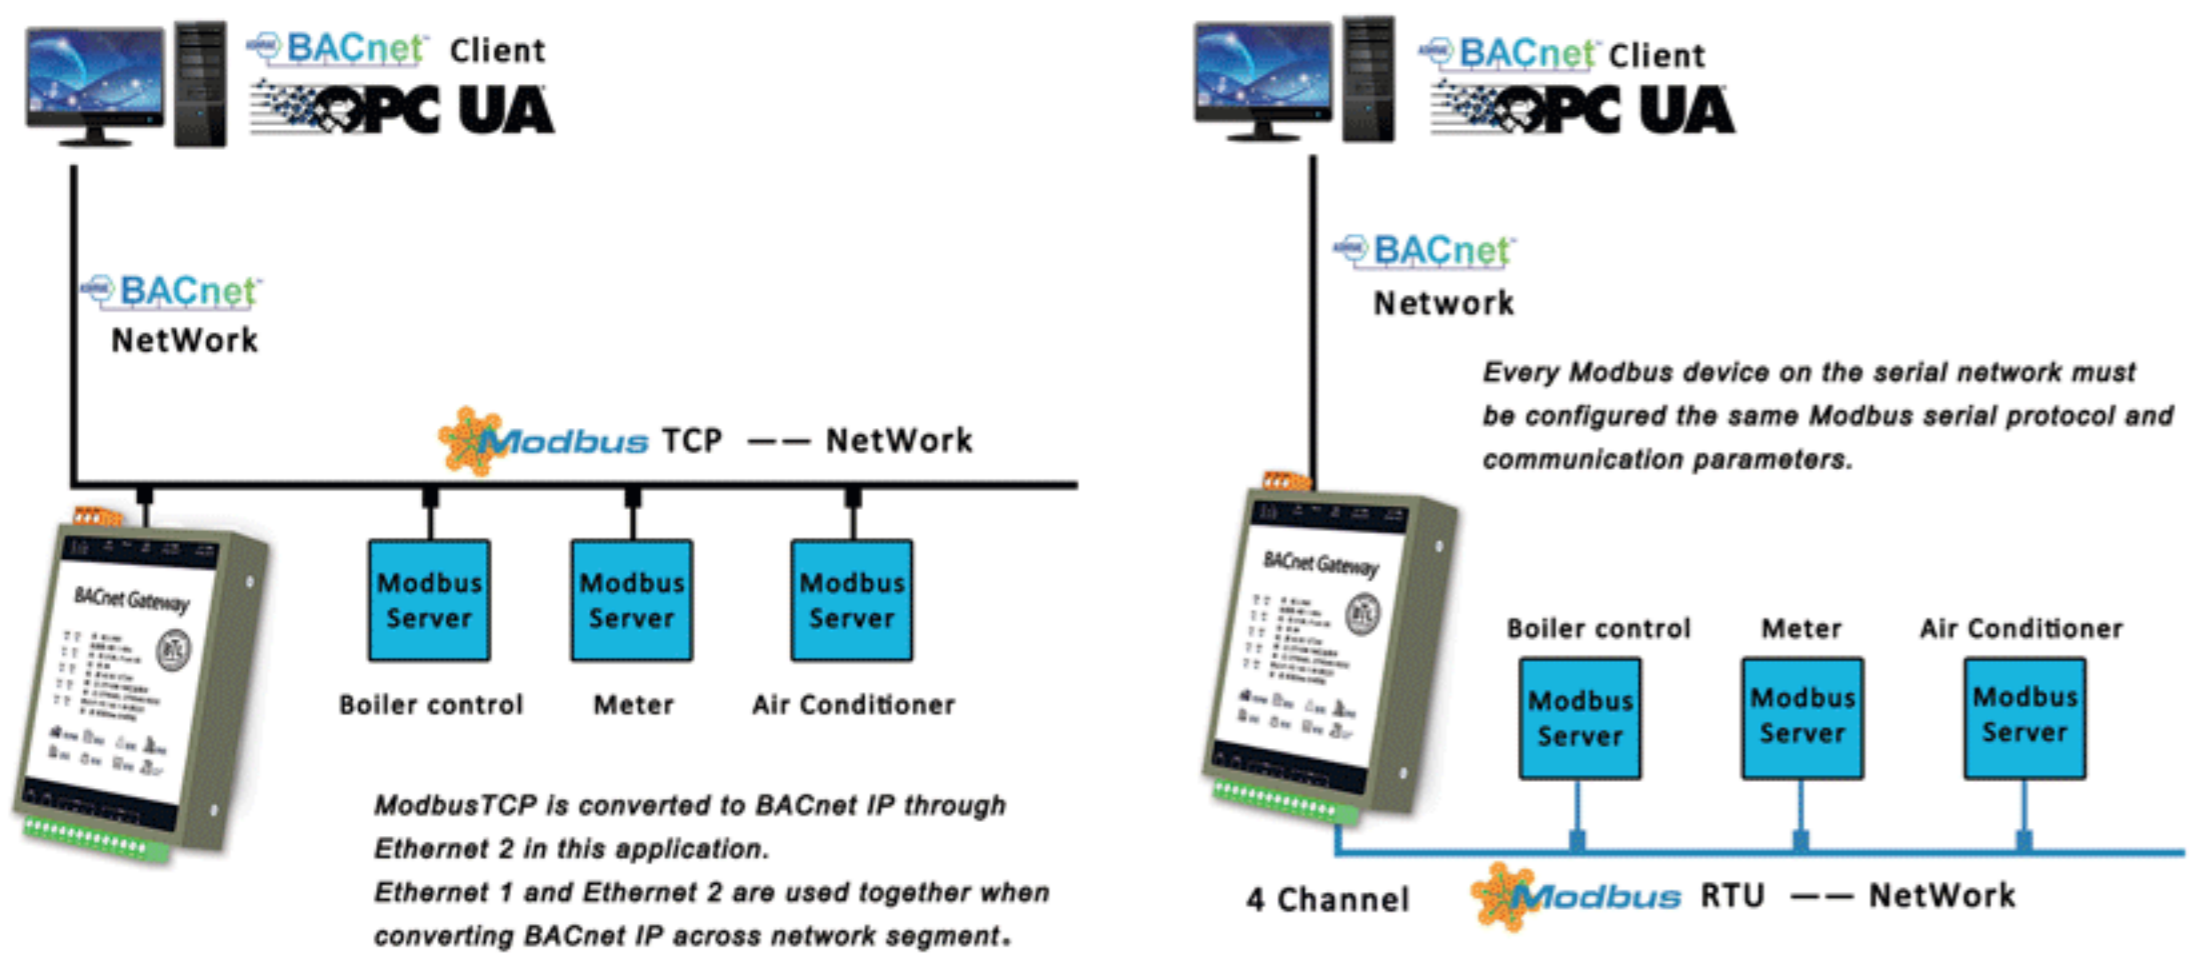 BACnet Client
OPC UA
BACnet
NetWork
Modbus TCP —— NetWork
BACnet Gateway
Modbus
Server
Modbus
Server
Modbus
Server
Boiler control
Meter
Air Conditioner
ModbusTCP is converted to BACnet IP through
Ethernet 2 in this application.
Ethernet 1 and Ethernet 2 are used together when
converting BACnet IP across network segment.
BACnet Client
OPC UA
BACnet
Network
Every Modbus device on the serial network must
be configured the same Modbus serial protocol and
communication parameters.
BACnet Gateway
Boiler control
Meter
Air Conditioner
Modbus
Server
Modbus
Server
Modbus
Server
4 Channel
Modbus RTU —— NetWork